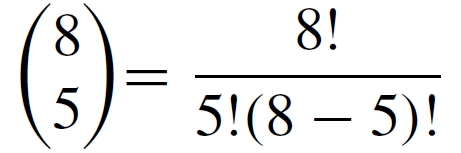 (8 5) = 8! / 5!(8 − 5)!